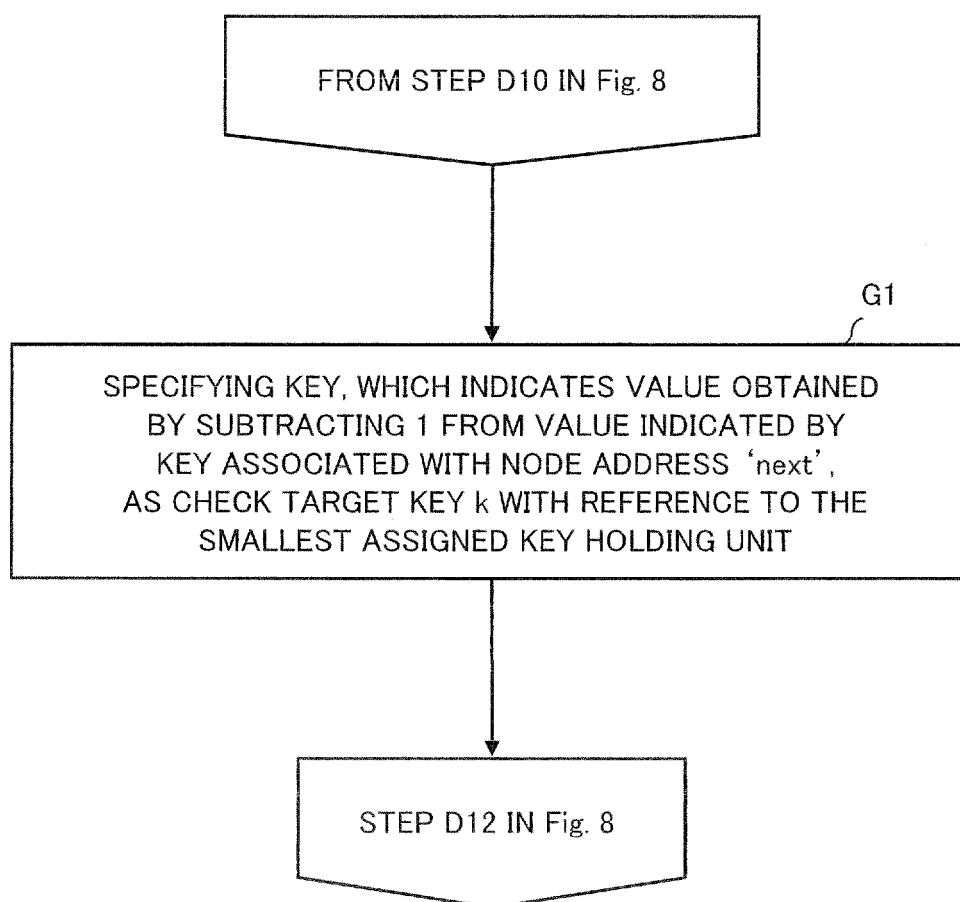 FROM STEP D10 IN Fig. 8
G1
SPECIFYING KEY, WHICH INDICATES VALUE OBTAINED
BY SUBTRACTING 1 FROM VALUE INDICATED BY
KEY ASSOCIATED WITH NODE ADDRESS ‘next’,
AS CHECK TARGET KEY k WITH REFERENCE TO THE
SMALLEST ASSIGNED KEY HOLDING UNIT
STEP D12 IN Fig. 8